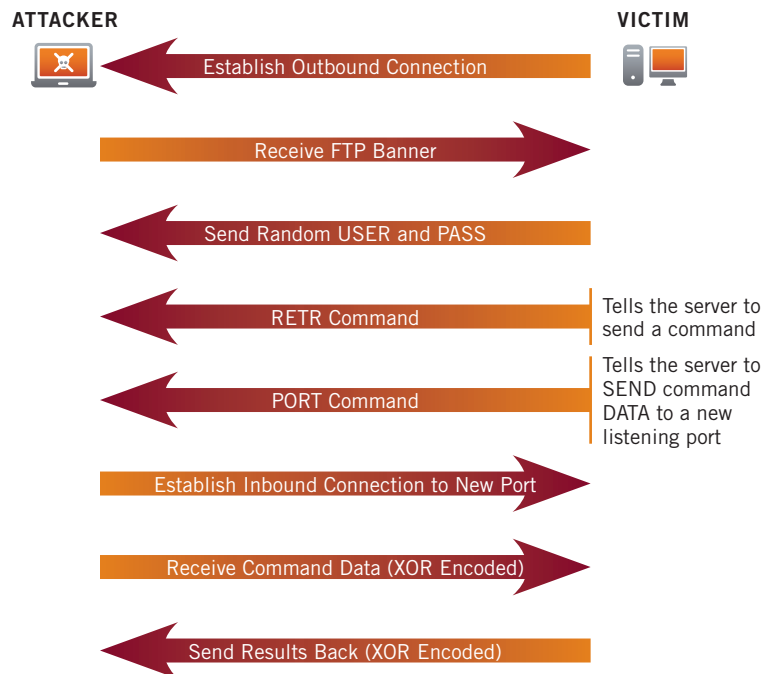 ATTACKER
VICTIM
Establish Outbound Connection
Receive FTP Banner
Send Random USER and PASS
RETR Command
Tells the server to
send a command
PORT Command
Tells the server to
SEND command
DATA to a new
listening port
Establish Inbound Connection to New Port
Receive Command Data (XOR Encoded)
Send Results Back (XOR Encoded)